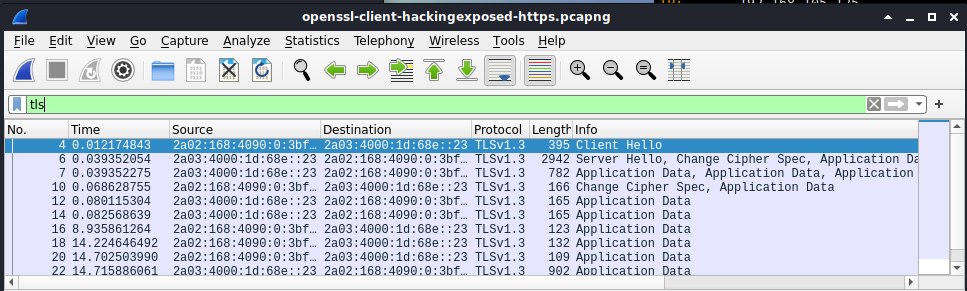 openssl-client-hackingexposed-https.pcapng
File Edit View Go Capture Analyze Statistics Telephony Wireless Tools Help
tls
No. Time Source Destination Protocol Length Info
4 0.012174843 2a02:168:4090:0:3bf… 2a03:4000:1d:68e::23 TLSv1.3 395 Client Hello
6 0.039352054 2a03:4000:1d:68e::23 2a02:168:4090:0:3bf… TLSv1.3 2942 Server Hello, Change Cipher Spec, Application Da
7 0.039352275 2a03:4000:1d:68e::23 2a02:168:4090:0:3bf… TLSv1.3 782 Application Data, Application Data, Application
10 0.068628755 2a02:168:4090:0:3bf… 2a03:4000:1d:68e::23 TLSv1.3 166 Change Cipher Spec, Application Data
12 0.080115304 2a03:4000:1d:68e::23 2a02:168:4090:0:3bf… TLSv1.3 165 Application Data
14 0.082568639 2a03:4000:1d:68e::23 2a02:168:4090:0:3bf… TLSv1.3 165 Application Data
16 8.935861264 2a02:168:4090:0:3bf… 2a03:4000:1d:68e::23 TLSv1.3 123 Application Data
18 14.224646492 2a02:168:4090:0:3bf… 2a03:4000:1d:68e::23 TLSv1.3 132 Application Data
20 14.702503990 2a02:168:4090:0:3bf… 2a03:4000:1d:68e::23 TLSv1.3 109 Application Data
22 14.715886061 2a03:4000:1d:68e::23 2a02:168:4090:0:3bf… TLSv1.3 902 Application Data